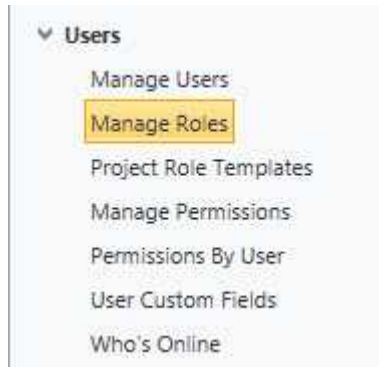 Users
Manage Users
Manage Roles
Project Role Templates
Manage Permissions
Permissions By User
User Custom Fields
Who's Online